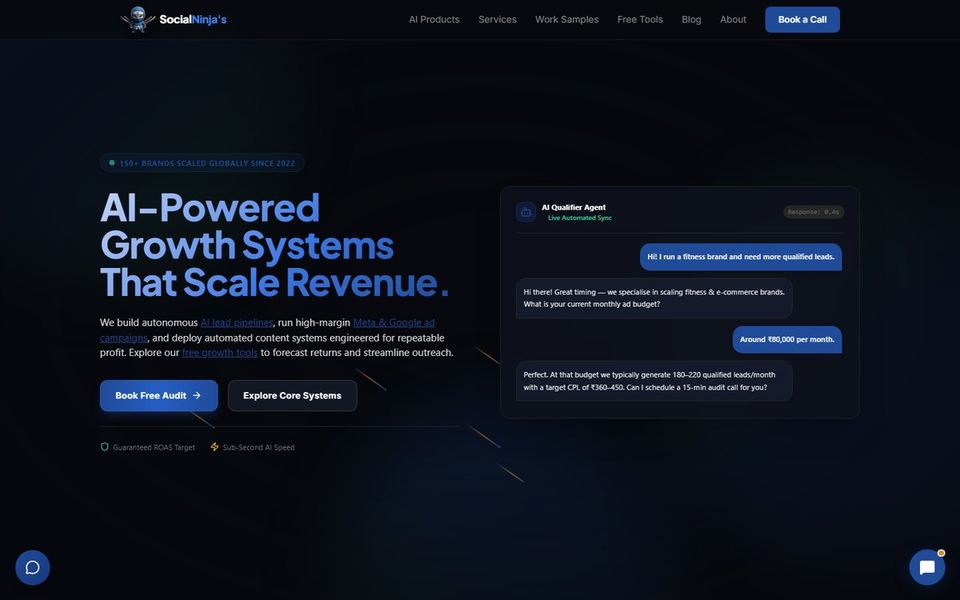 SocialNinja's
AI Products
Services
Work Samples
Free Tools
Blog
About
Book a Call
150+ BRANDS SCALED GLOBALLY SINCE 2022
AI-Powered
Growth Systems
That Scale Revenue.
We build autonomous AI lead pipelines, run high-margin Meta & Google ad
campaigns, and deploy automated content systems engineered for repeatable
profit. Explore our free growth tools to forecast returns and streamline outreach.
Book Free Audit →
Explore Core Systems
Guaranteed ROAS Target
Sub-Second AI Speed
AI Qualifier Agent
Live Automated Sync
Response: 0.4s
Hi! I run a fitness brand and need more qualified leads.
Hi there! Great timing — we specialise in scaling fitness & e-commerce brands.
What is your current monthly ad budget?
Around ₹80,000 per month.
Perfect. At that budget we typically generate 180–220 qualified leads/month
with a target CPL of ₹360–450. Can I schedule a 15-min audit call for you?